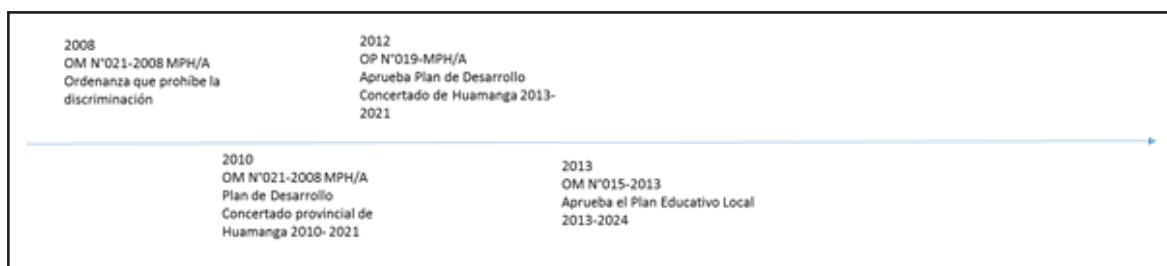 2008
OM N°021-2008 MPH/A
Ordenanza que prohíbe la
discriminación
2012
OP N°019-MPH/A
Aprueba Plan de Desarrollo
Concertado de Huamanga 2013-
2021
2010
OM N°021-2008 MPH/A
Plan de Desarrollo
Concertado provincial de
Huamanga 2010- 2021
2013
OM N°015-2013
Aprueba el Plan Educativo Local
2013-2024